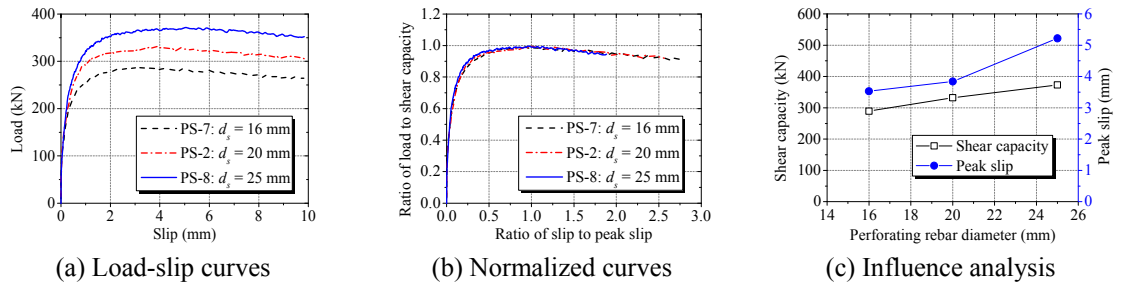 400
300
300
100
0
Load (kN)
0 2 4 6 8 10
Slip (mm)
PS-7: dₛ = 16 mm
PS-2: dₛ = 20 mm
PS-8: dₛ = 25 mm
(a) Load-slip curves
1.2
1.0
0.8
0.6
0.4
0.2
0.0
Ratio of load to shear capacity
0.0 0.5 1.0 1.5 2.0 2.5 3.0
Ratio of slip to peak slip
PS-7: dₛ = 16 mm
PS-2: dₛ = 20 mm
PS-8: dₛ = 25 mm
(b) Normalized curves
600
500
400
300
200
100
0
Shear capacity (kN)
14 16 18 20 22 24 26
Perforating rebar diameter (mm)
Shear capacity
Peak slip
6
5
4
3
2
1
0
Peak slip (mm)
(c) Influence analysis